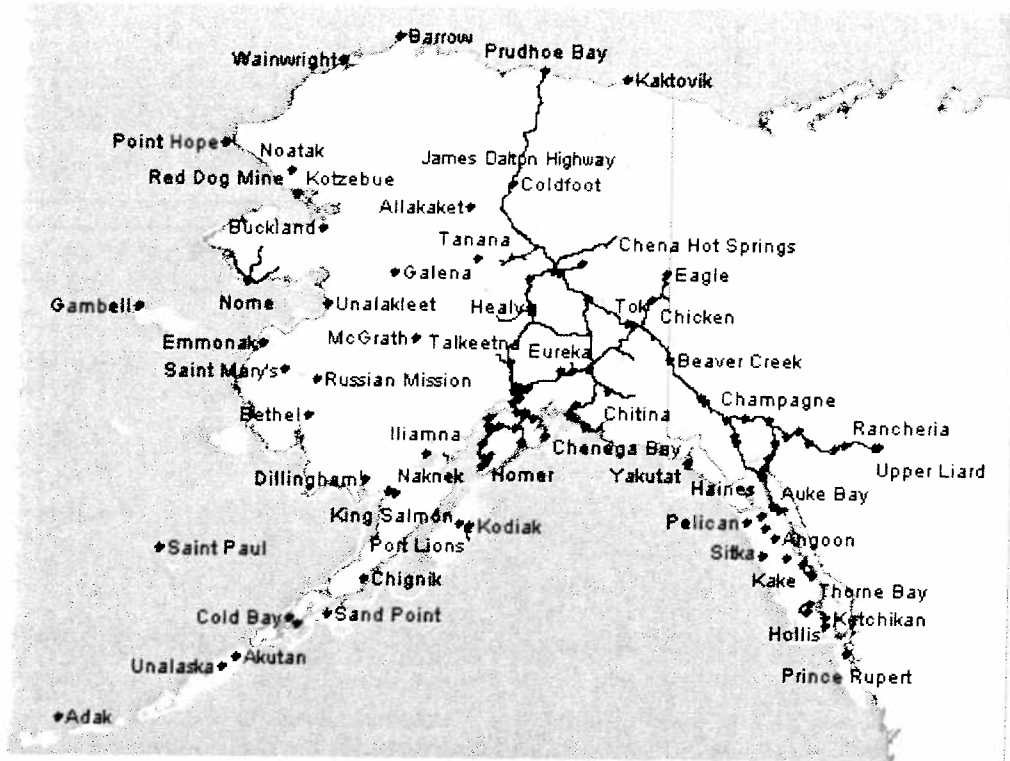 Barrow
Wainwright
Prudhoe Bay
Kaktovik
Point Hope
Noatak
James Dalton Highway
Red Dog Mine
Kotzebue
Coldfoot
Allakaket
Buckland
Tanana
Chena Hot Springs
Galena
Eagle
Nome
Gambell
Unalakleet
Healy
Tok
Chicken
Emmonak
McGrath
Talkeetna
Eureka
Saint Mary's
Russian Mission
Beaver Creek
Bethel
Chitina
Champagne
Iliamna
Chenega Bay
Rancheria
Dillingham
Naknek
Homer
Yakutat
Upper Liard
Haines
Auke Bay
King Salmon
Kodiak
Pelican
Port Lions
Angoon
Saint Paul
Sitka
Chignik
Kake
Thorne Bay
Cold Bay
Sand Point
Ketchikan
Hollis
Akutan
Unalaska
Prince Rupert
Adak